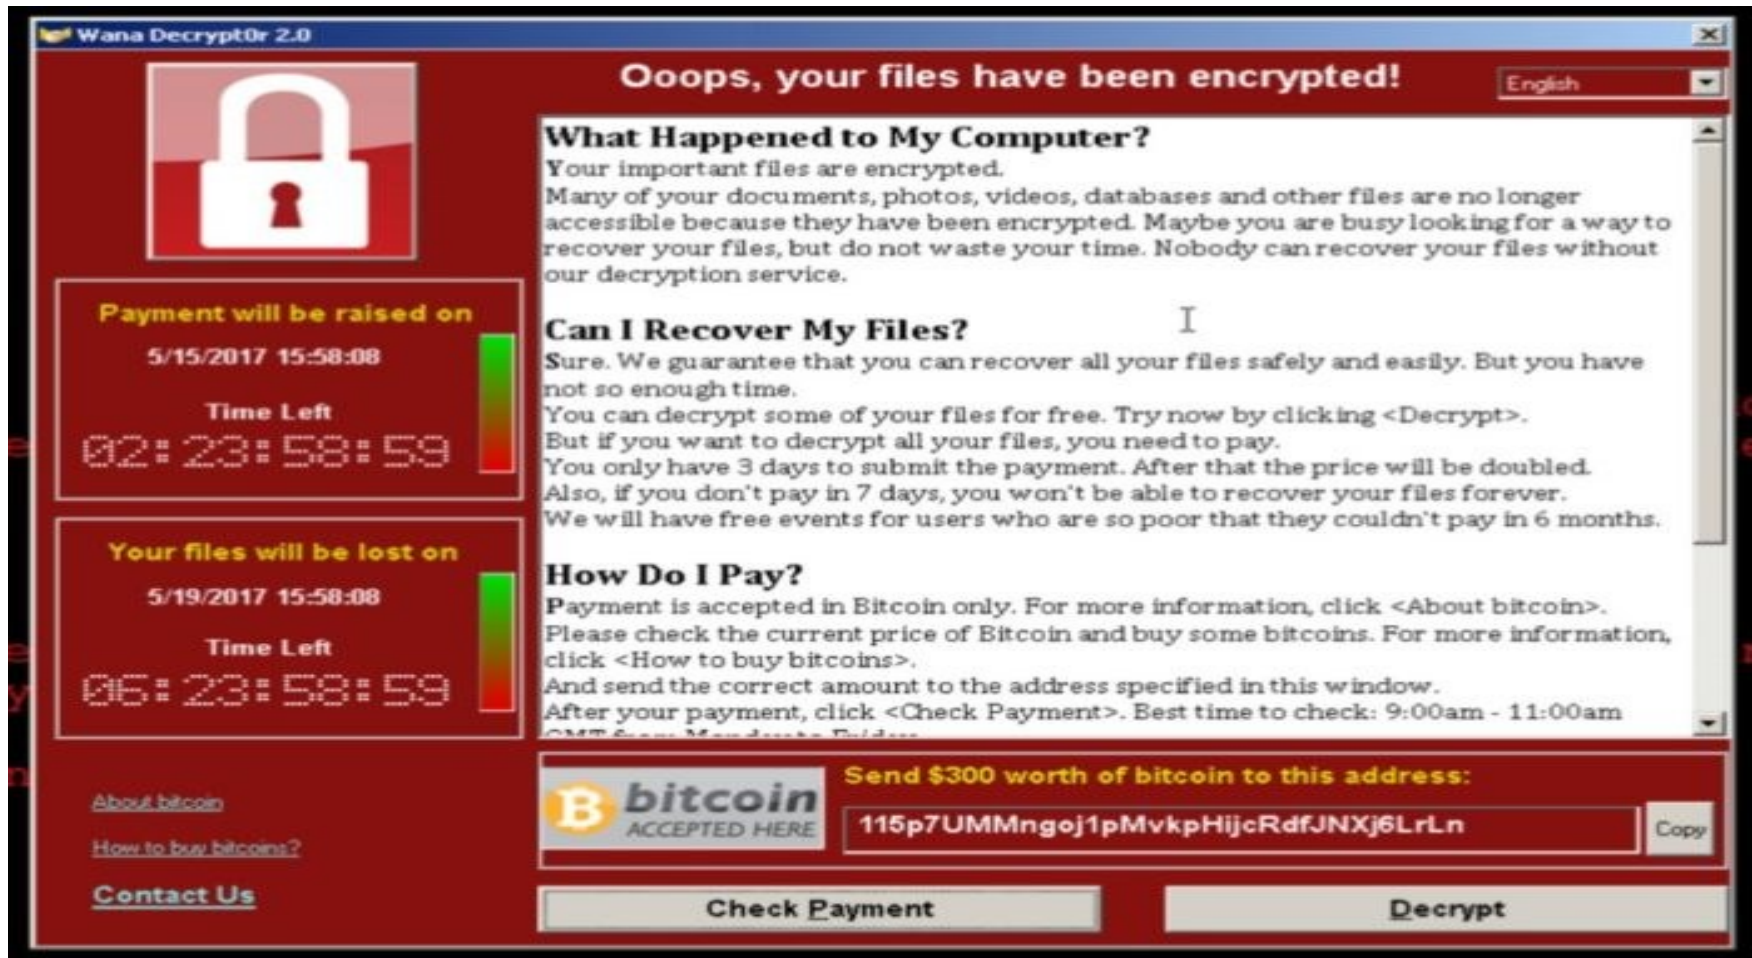 Wana Decrypt0r 2.0
Ooops, your files have been encrypted!
English
What Happened to My Computer?
Your important files are encrypted.
Many of your documents, photos, videos, databases and other files are no longer
accessible because they have been encrypted. Maybe you are busy looking for a way to
recover your files, but do not waste your time. Nobody can recover your files without
our decryption service.
Can I Recover My Files?
Sure. We guarantee that you can recover all your files safely and easily. But you have
not so enough time.
You can decrypt some of your files for free. Try now by clicking <Decrypt>.
But if you want to decrypt all your files, you need to pay.
You only have 3 days to submit the payment. After that the price will be doubled.
Also, if you don't pay in 7 days, you won't be able to recover your files forever.
We will have free events for users who are so poor that they couldn't pay in 6 months.
How Do I Pay?
Payment is accepted in Bitcoin only. For more information, click <About bitcoin>.
Please check the current price of Bitcoin and buy some bitcoins. For more information,
click <How to buy bitcoins>.
And send the correct amount to the address specified in this window.
After your payment, click <Check Payment>. Best time to check: 9:00am - 11:00am
Payment will be raised on
5/15/2017 15:58:08
Time Left
02:23:58:59
Your files will be lost on
5/19/2017 15:58:08
Time Left
06:23:58:59
About bitcoin
How to buy bitcoins?
Contact Us
bitcoin
ACCEPTED HERE
Send $300 worth of bitcoin to this address:
115p7UMMngoj1pMvkpHijcRdfJNXj6LrLn
Copy
Check Payment
Decrypt